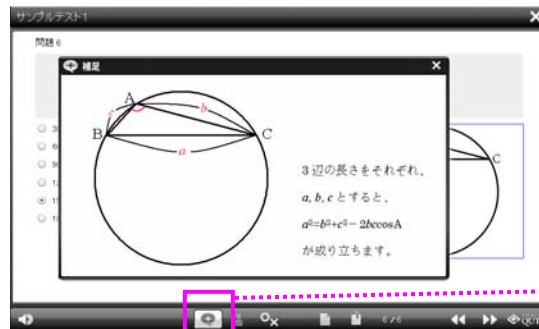 サンプルテスト1
問題 6
補足
A
c
b
B
C
a
3辺の長さをそれぞれ、
a, b, c とすると、
a²=b²+c²− 2bccosA
が成り立ちます。
C
6 / 6